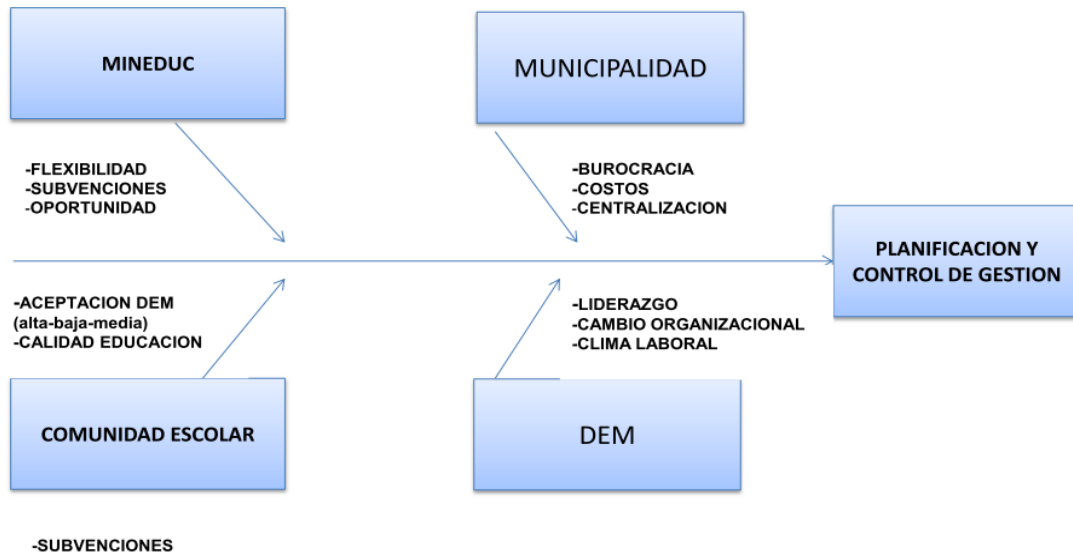 MINEDUC
MUNICIPALIDAD
-FLEXIBILIDAD
-SUBVENCIONES
-OPORTUNIDAD
-BUROCRACIA
-COSTOS
-CENTRALIZACION
PLANIFICACION Y
CONTROL DE GESTION
-ACEPTACION DEM
(alta-baja-media)
-CALIDAD EDUCACION
-LIDERAZGO
-CAMBIO ORGANIZACIONAL
-CLIMA LABORAL
COMUNIDAD ESCOLAR
DEM
-SUBVENCIONES